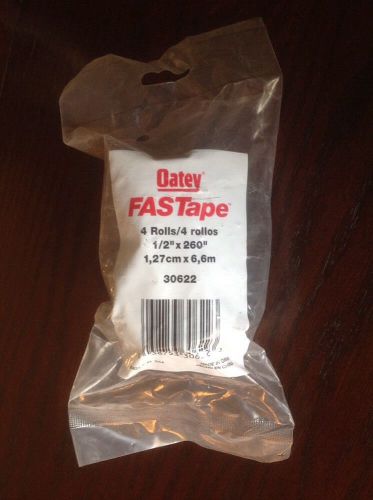 Oatey
FASTape
4 Rolls/4 rollos
1/2" x 260"
1,27cm x 6,6m
30622